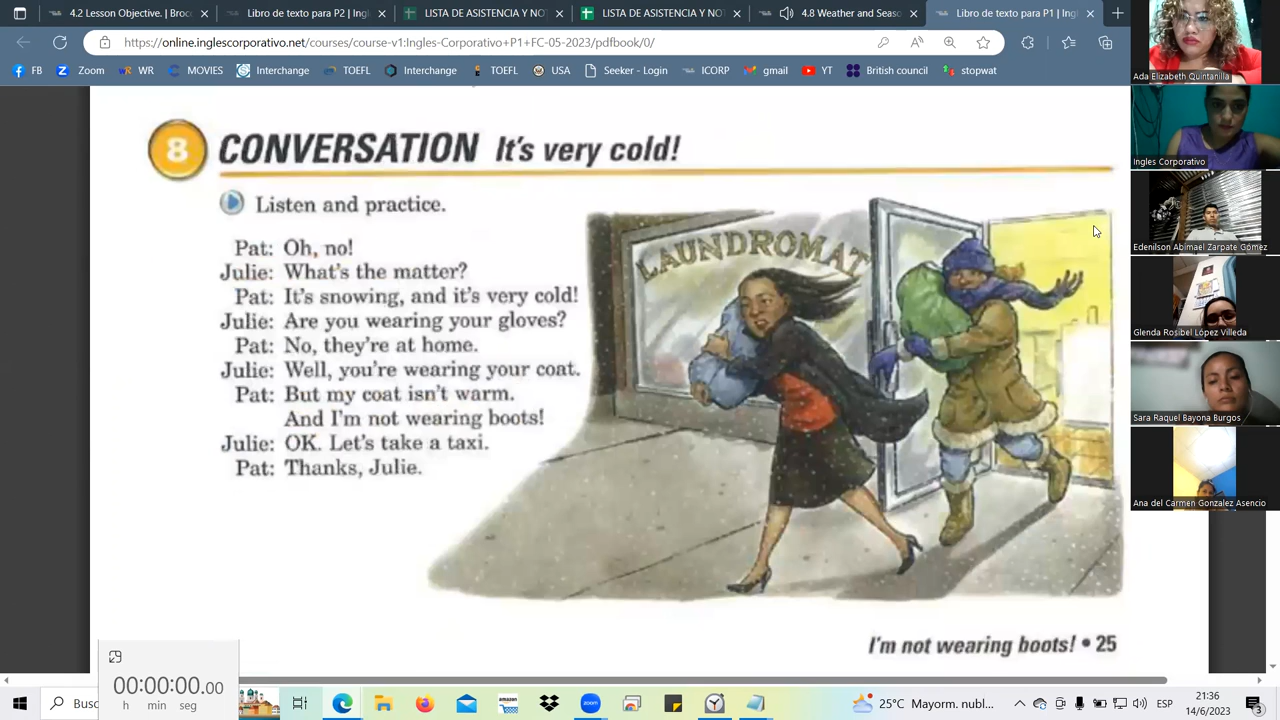 4.2 Lesson Objective. | Broc
Libro de texto para P2 | Ingl
LISTA DE ASISTENCIA Y NO
LISTA DE ASISTENCIA Y NO
4.8 Weather and Seaso
Libro de texto para P1 | Ingl
https://online.inglescorporativo.net/courses/course-v1:Ingles-Corporativo+P1+FC-05-2023/pdfbook/0/
FB
Zoom
WR
MOVIES
Interchange
TOEFL
Interchange
TOEFL
USA
Seeker - Login
ICORP
gmail
YT
British council
stopwat
8 CONVERSATION It's very cold!
Listen and practice.
Pat: Oh, no!
Julie: What's the matter?
Pat: It's snowing, and it's very cold!
Julie: Are you wearing your gloves?
Pat: No, they're at home.
Julie: Well, you're wearing your coat.
Pat: But my coat isn't warm.
And I'm not wearing boots!
Julie: OK. Let's take a taxi.
Pat: Thanks, Julie.
LAUNDROMAT
I'm not wearing boots! • 25
Ada Elizabeth Quintanilla
Ingles Corporativo
Edenilson Abimael Zarpate Gómez
Glenda Rosibel López Villeda
Sara Raquel Bayona Burgos
Ana del Carmen Gonzalez Asencio
00:00:00.00
h min seg
Busc
amazon
zoom
25°C Mayorm. nubl...
ESP
21:36
14/6/2023
3